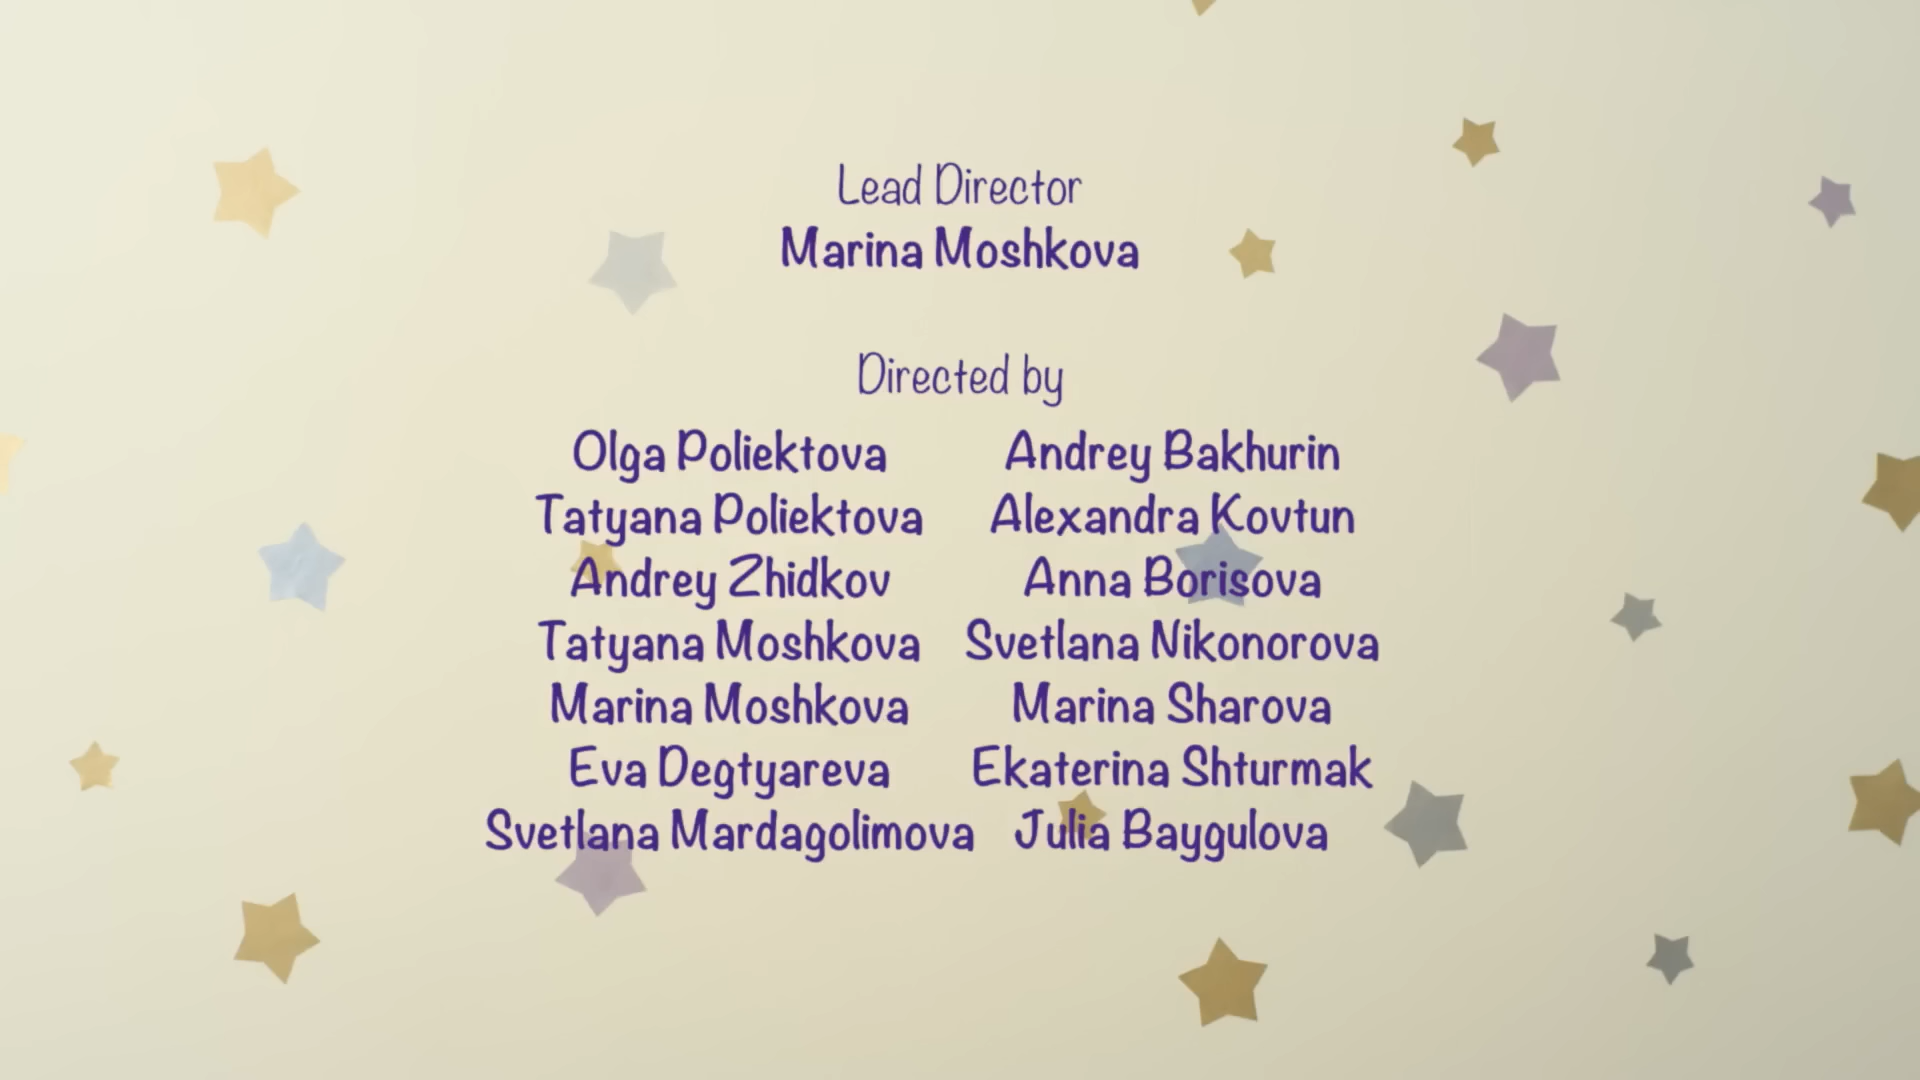 Lead Director
Marina Moshkova
Directed by
Olga Poliektova
Tatyana Poliektova
Andrey Zhidkov
Tatyana Moshkova
Marina Moshkova
Eva Degtyareva
Svetlana Mardagolimova
Andrey Bakhurin
Alexandra Kovtun
Anna Borisova
Svetlana Nikonorova
Marina Sharova
Ekaterina Shturmak
Julia Baygulova